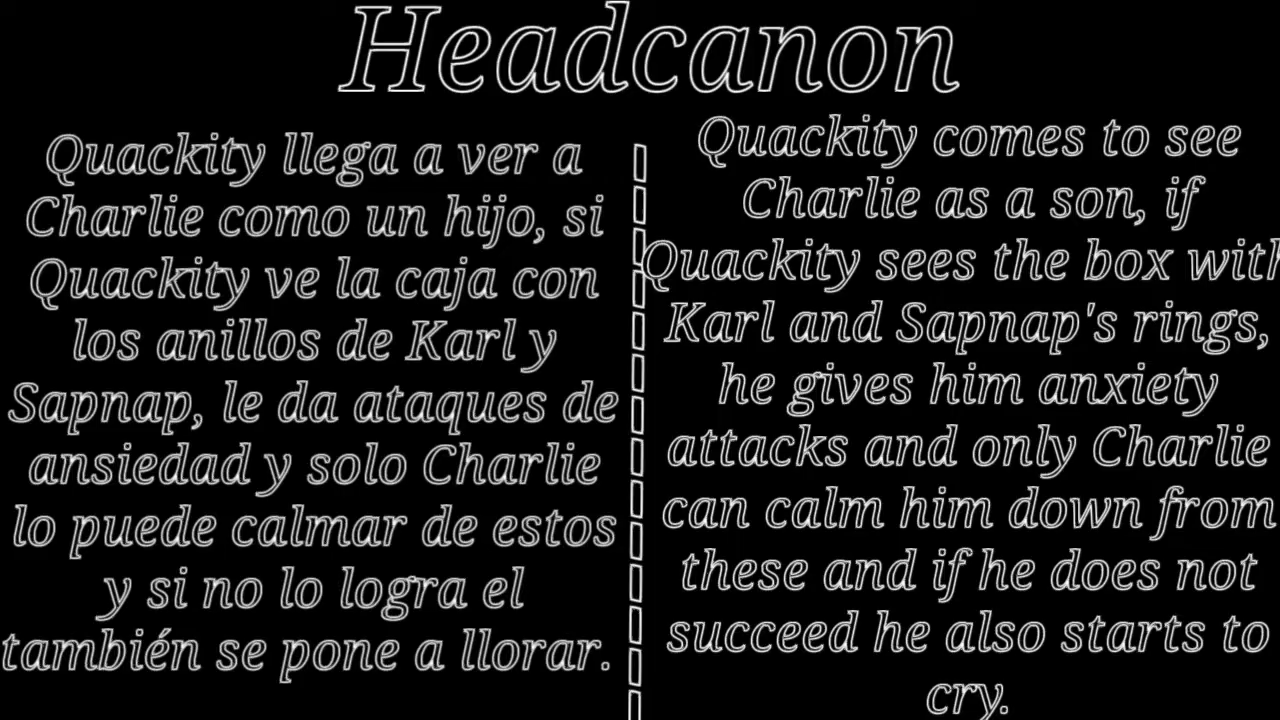 Headcanon
Quackity llega a ver a
Charlie como un hijo, si
Quackity ve la caja con
los anillos de Karl y
Sapnap, le da ataques de
ansiedad y solo Charlie
lo puede calmar de estos
y si no lo logra el
también se pone a llorar.
Quackity comes to see
Charlie as a son, if
Quackity sees the box with
Karl and Sapnap's rings,
he gives him anxiety
attacks and only Charlie
can calm him down from
these and if he does not
succeed he also starts to
cry.